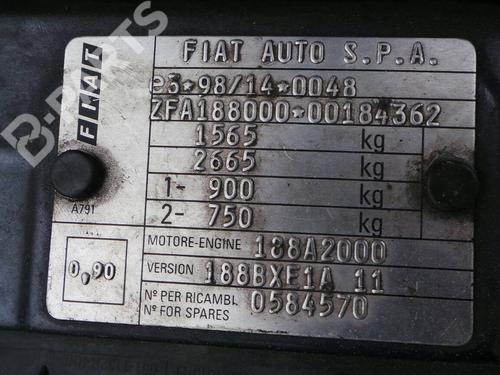 FIAT
FIAT AUTO S.P.A.
e3*98/14*0048
ZFA188000*00184362
1565 kg
2665 kg
1- 900 kg
2- 750 kg
A791
MOTORE-ENGINE 188A2000
0,90
VERSION 188BXE1A 11
Nº PER RICAMBI
Nº FOR SPARES 0584570
B-PARTS